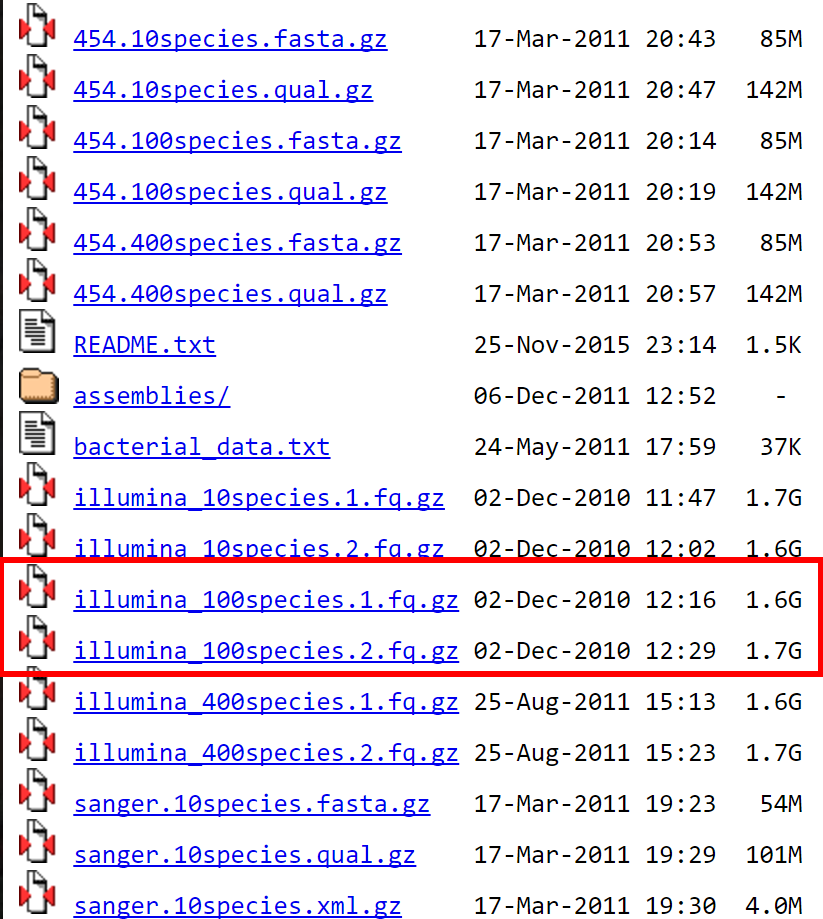 454.10species.fasta.gz 17-Mar-2011 20:43 85M
454.10species.qual.gz 17-Mar-2011 20:47 142M
454.100species.fasta.gz 17-Mar-2011 20:14 85M
454.100species.qual.gz 17-Mar-2011 20:19 142M
454.400species.fasta.gz 17-Mar-2011 20:53 85M
454.400species.qual.gz 17-Mar-2011 20:57 142M
README.txt 25-Nov-2015 23:14 1.5K
assemblies/ 06-Dec-2011 12:52 -
bacterial_data.txt 24-May-2011 17:59 37K
illumina_10species.1.fq.gz 02-Dec-2010 11:47 1.7G
illumina_10species.2.fq.gz 02-Dec-2010 12:02 1.6G
illumina_100species.1.fq.gz 02-Dec-2010 12:16 1.6G
illumina_100species.2.fq.gz 02-Dec-2010 12:29 1.7G
illumina_400species.1.fq.gz 25-Aug-2011 15:13 1.6G
illumina_400species.2.fq.gz 25-Aug-2011 15:23 1.7G
sanger.10species.fasta.gz 17-Mar-2011 19:23 54M
sanger.10species.qual.gz 17-Mar-2011 19:29 101M
sanger.10species.xml.gz 17-Mar-2011 19:30 4.0M